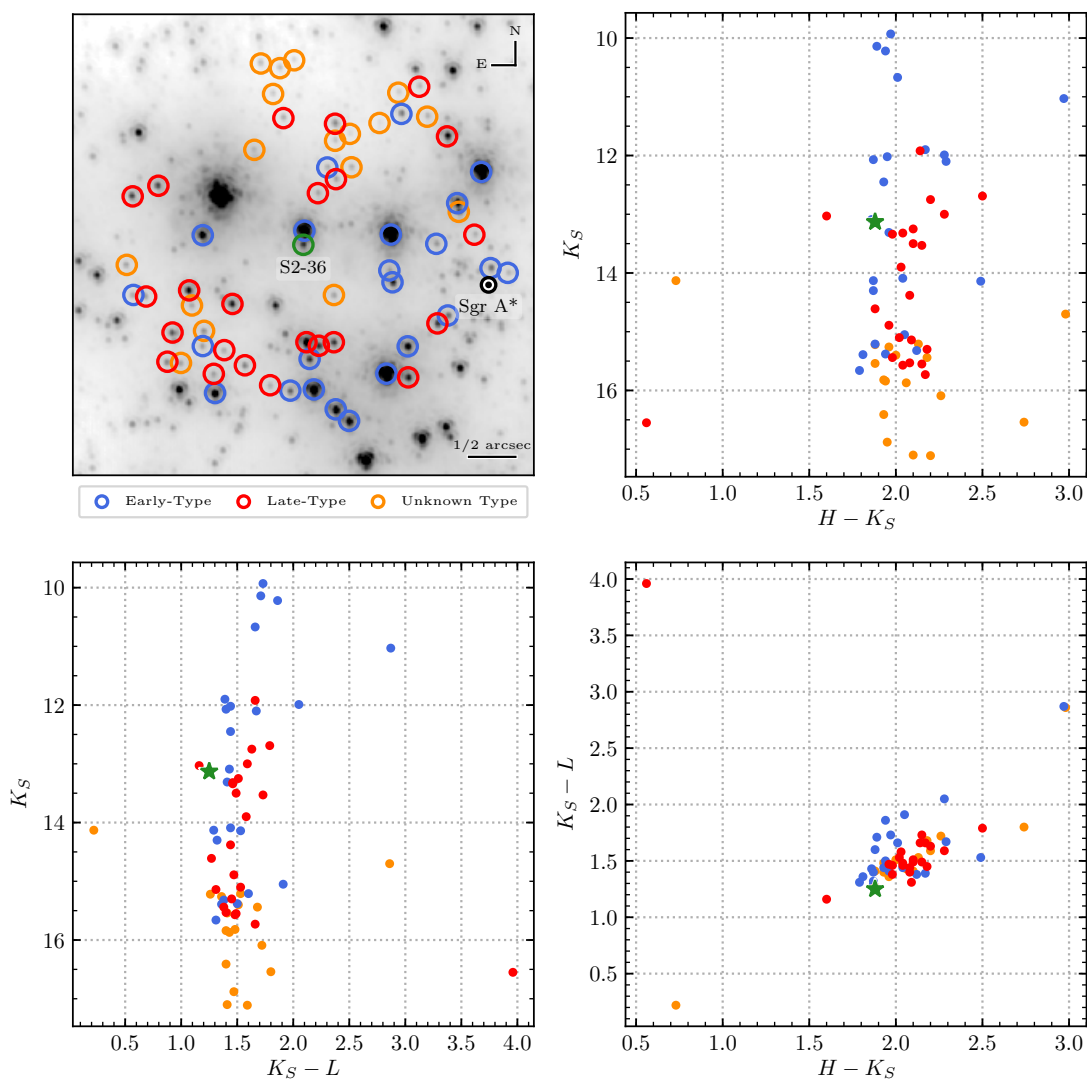 N
E
S2-36
Sgr A*
1/2 arcsec
Early-Type Late-Type Unknown Type
10
12
14
16
K_S
0.5 1.0 1.5 2.0 2.5 3.0
H − K_S
10
12
14
16
K_S
0.5 1.0 1.5 2.0 2.5 3.0 3.5 4.0
K_S − L
4.0
3.5
3.0
2.5
2.0
1.5
1.0
0.5
K_S − L
0.5 1.0 1.5 2.0 2.5 3.0
H − K_S